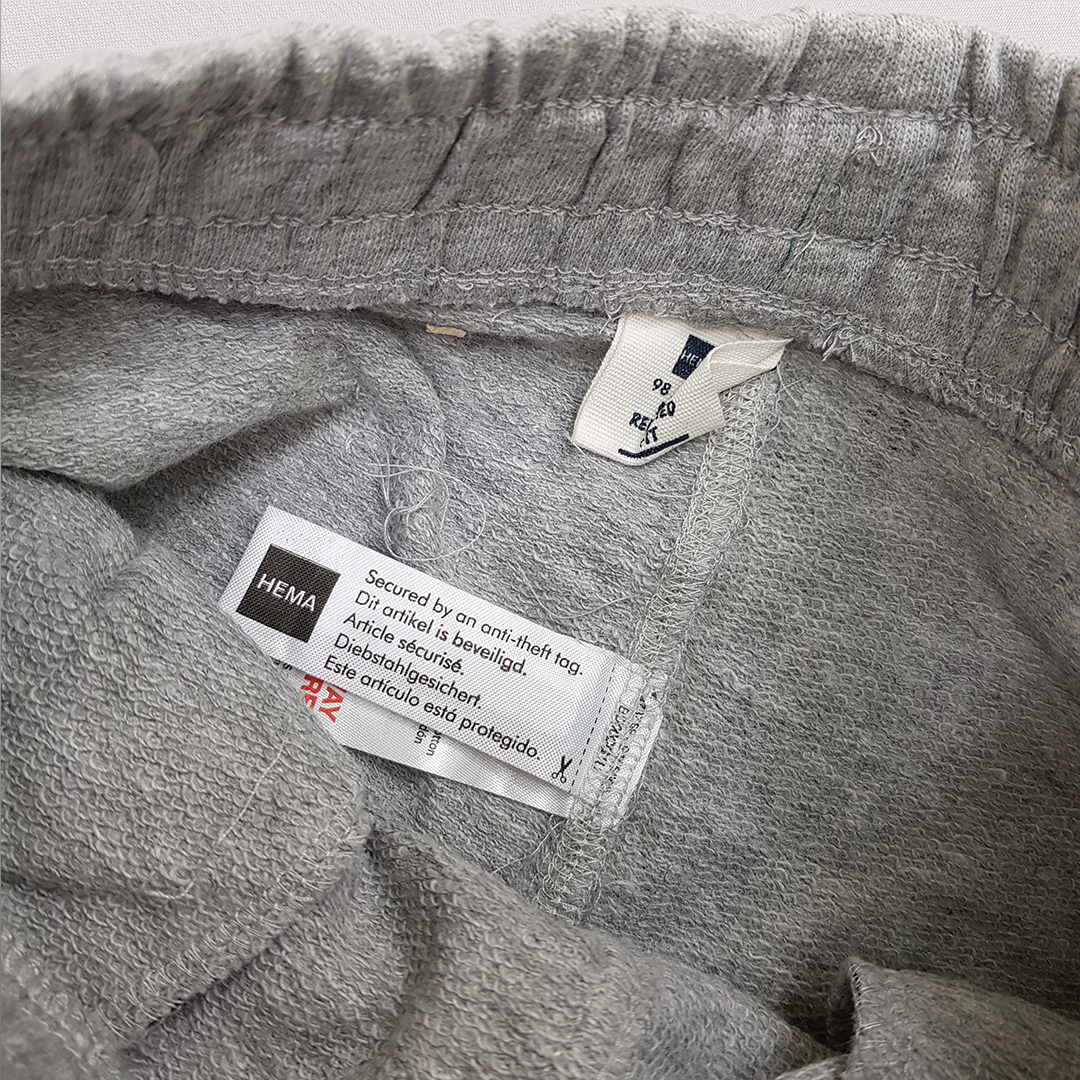 HE
98
HEMA
Secured by an anti-theft tag.
Dit artikel is beveiligd.
Article sécurisé.
Diebstahlgesichert.
Este artículo está protegido.